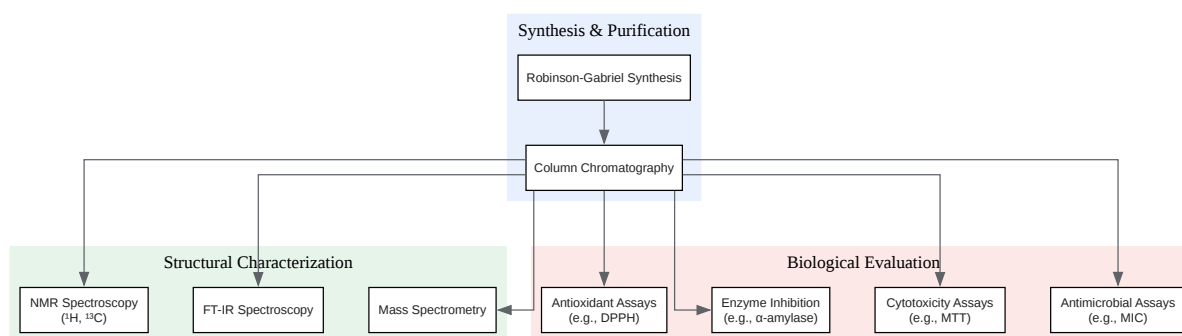 Synthesis & Purification
Robinson-Gabriel Synthesis
Column Chromatography
Structural Characterization
Biological Evaluation
NMR Spectroscopy
(¹H, ¹³C)
FT-IR Spectroscopy
Mass Spectrometry
Antioxidant Assays
(e.g., DPPH)
Enzyme Inhibition
(e.g., α-amylase)
Cytotoxicity Assays
(e.g., MTT)
Antimicrobial Assays
(e.g., MIC)